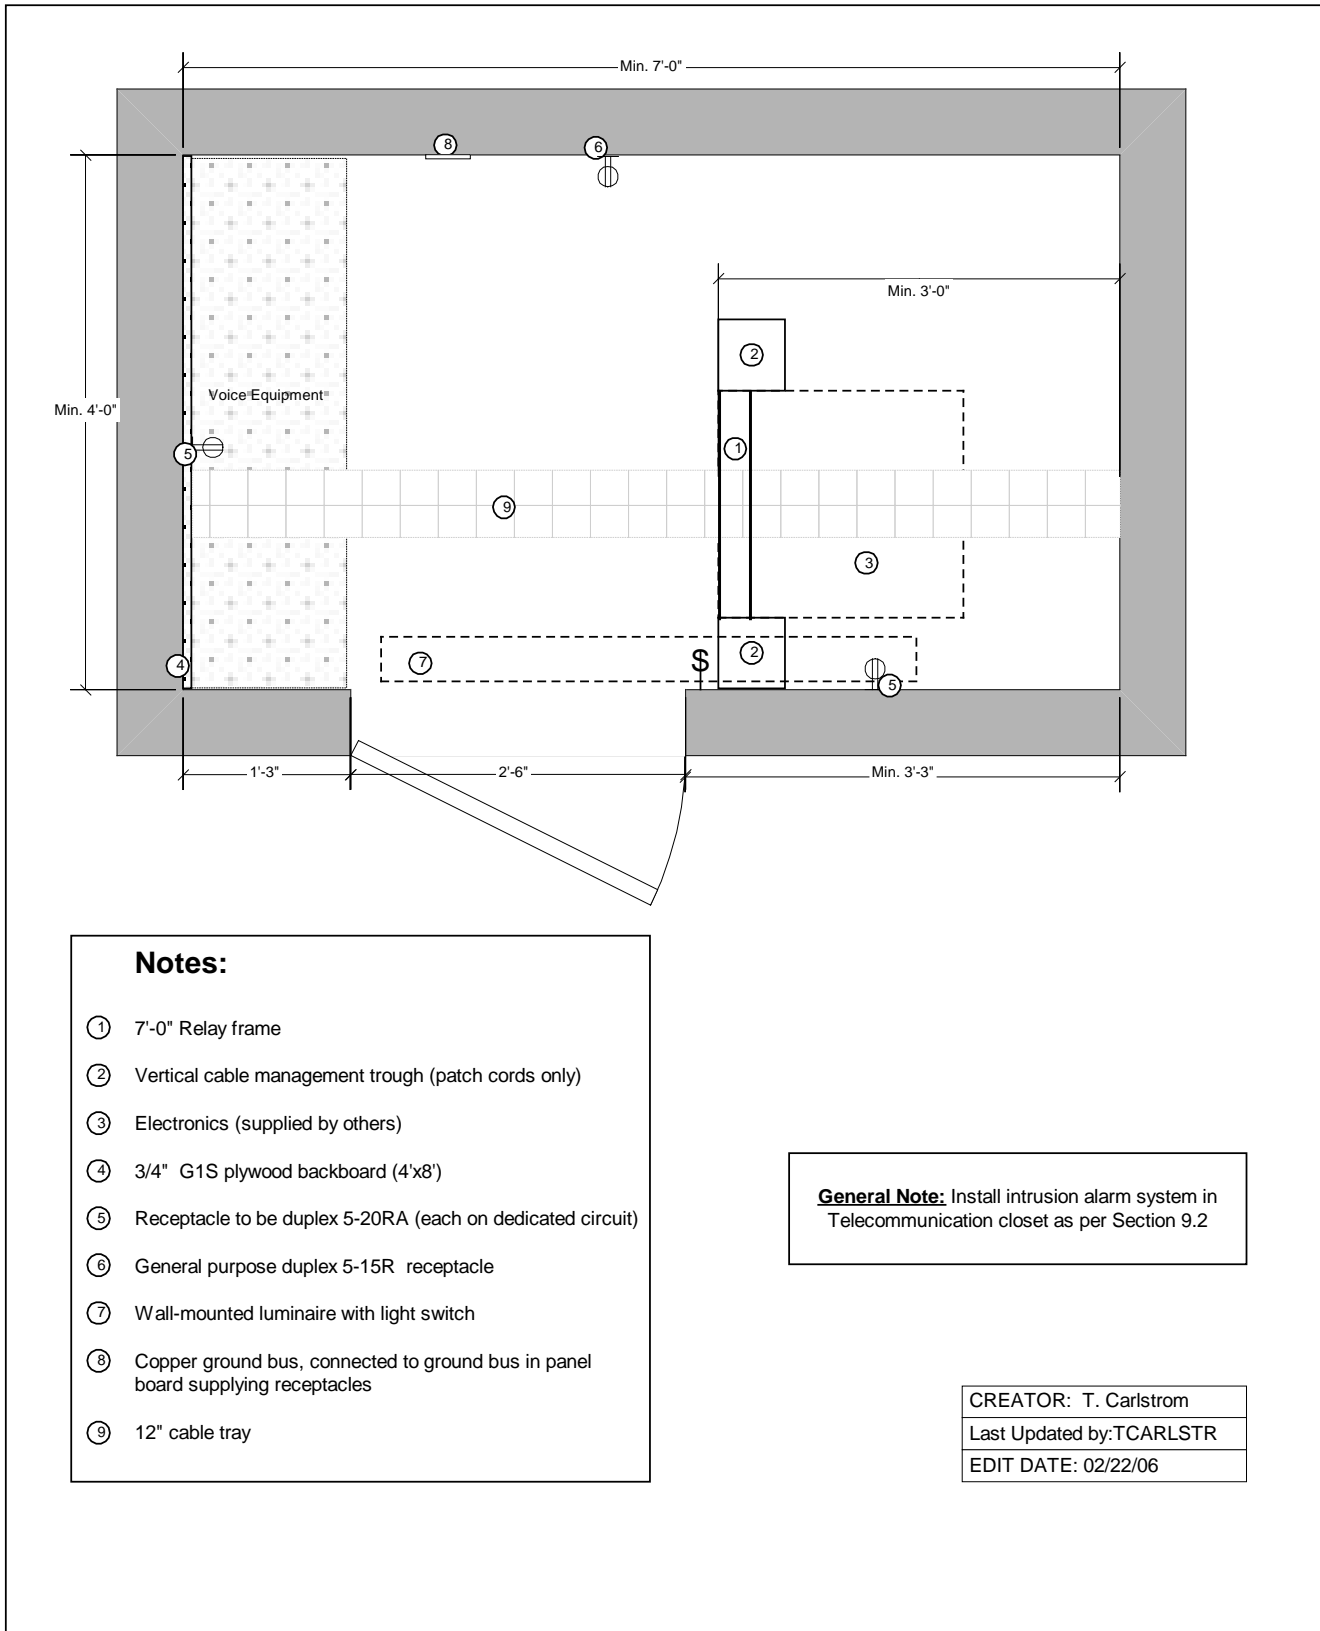 Min. 7'-0"
8
6
Min. 3'-0"
2
Voice Equipment
Min. 4'-0"
1
5
9
3
2
$
7
4
5
1'-3"
2'-6"
Min. 3'-3"
Notes:
1 7'-0" Relay frame
2 Vertical cable management trough (patch cords only)
3 Electronics (supplied by others)
4 3/4" G1S plywood backboard (4'x8')
5 Receptacle to be duplex 5-20RA (each on dedicated circuit)
6 General purpose duplex 5-15R receptacle
7 Wall-mounted luminaire with light switch
8 Copper ground bus, connected to ground bus in panel
board supplying receptacles
9 12" cable tray
General Note: Install intrusion alarm system in
Telecommunication closet as per Section 9.2
CREATOR: T. Carlstrom
Last Updated by:TCARLSTR
EDIT DATE: 02/22/06